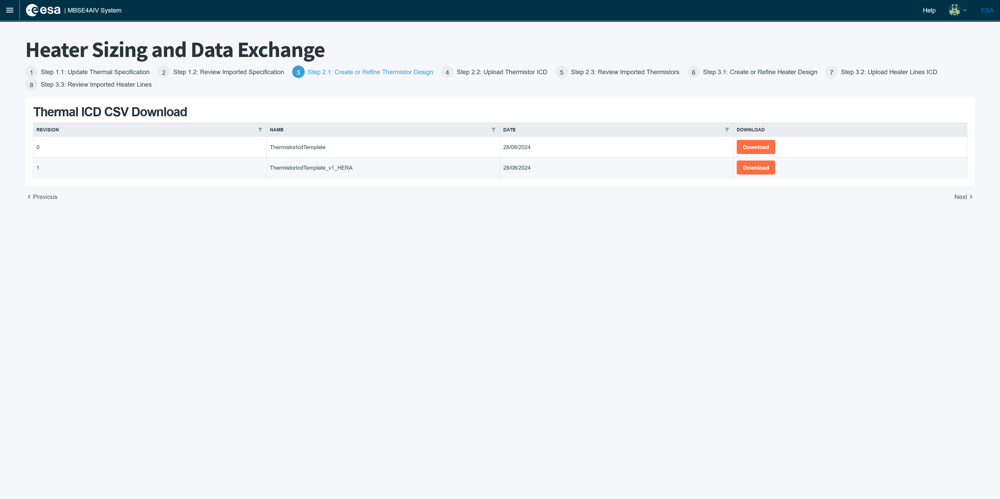 esa | MBSE4AIV System Help ESA
Heater Sizing and Data Exchange
1 Step 1.1: Update Thermal Specification 2 Step 1.2: Review Imported Specification 3 Step 2.1: Create or Refine Thermistor Design 4 Step 2.2: Upload Thermistor ICD 5 Step 2.3: Review Imported Thermistors 6 Step 3.1: Create or Refine Heater Design 7 Step 3.2: Upload Heater Lines ICD
8 Step 3.3: Review Imported Heater Lines
Thermal ICD CSV Download
REVISION NAME DATE DOWNLOAD
0 ThermistorIcdTemplate 28/08/2024 Download
1 ThermistorIcdTemplate_v1_HERA 28/08/2024 Download
Previous Next